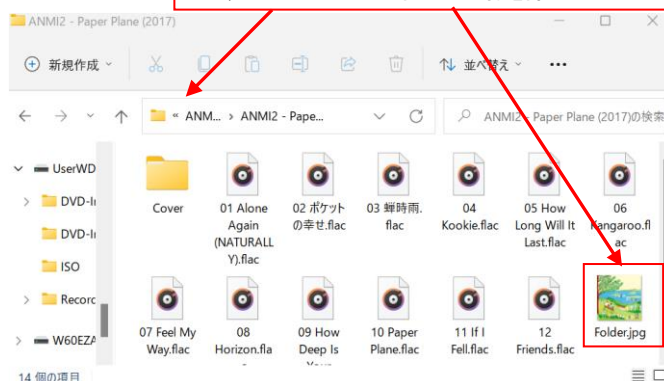 ANMI2 - Paper Plane (2017)
新規作成
並べ替え
« ANM... › ANMI2 - Pape...
ANMI2 - Paper Plane (2017)の検索
UserWD
DVD-I
DVD-I
ISO
Record
W60EZA
Cover
01 Alone
Again
(NATURALL
Y).flac
02 ポケット
の幸せ.flac
03 蝉時雨.
flac
04
Kookie.flac
05 How
Long Will It
Last.flac
06
Kangaroo.fl
ac
07 Feel My
Way.flac
08
Horizon.fla
09 How
Deep Is
10 Paper
Plane.flac
11 If I
Fell.flac
12
Friends.flac
Folder.jpg
14 個の項目